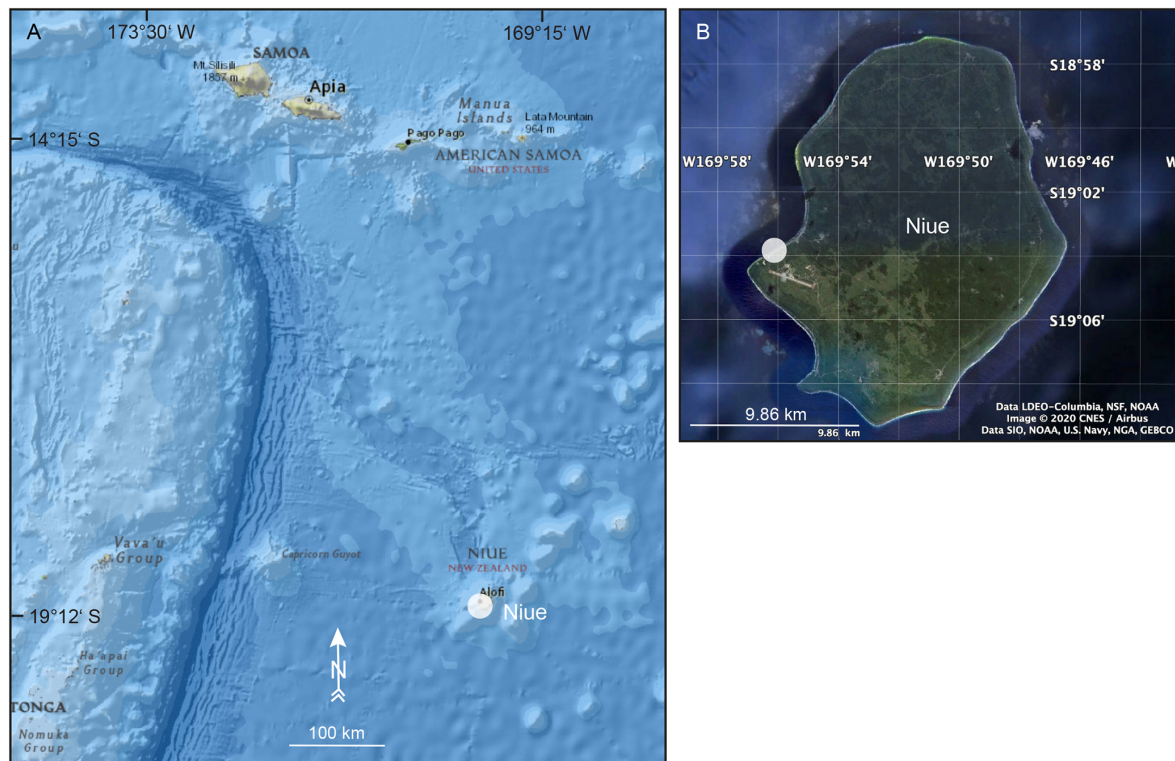 A
173°30‘ W
169°15‘ W
SAMOA
Mt Silisili
1857 m
Apia
Manua
Islands
Lata Mountain
964 m
14°15‘ S
Pago Pago
AMERICAN SAMOA
UNITED STATES
u
Vava'u
Group
Capricorn Guyot
NIUE
NEW ZEALAND
Alofi
Niue
19°12‘ S
Ha'apai
Group
N
TONGA
Nomuka
Group
100 km
B
S18°58'
W169°58'
W169°54'
W169°50'
W169°46'
W
S19°02'
Niue
S19°06'
9.86 km
9.86 km
Data LDEO-Columbia, NSF, NOAA
Image © 2020 CNES / Airbus
Data SIO, NOAA, U.S. Navy, NGA, GEBCO